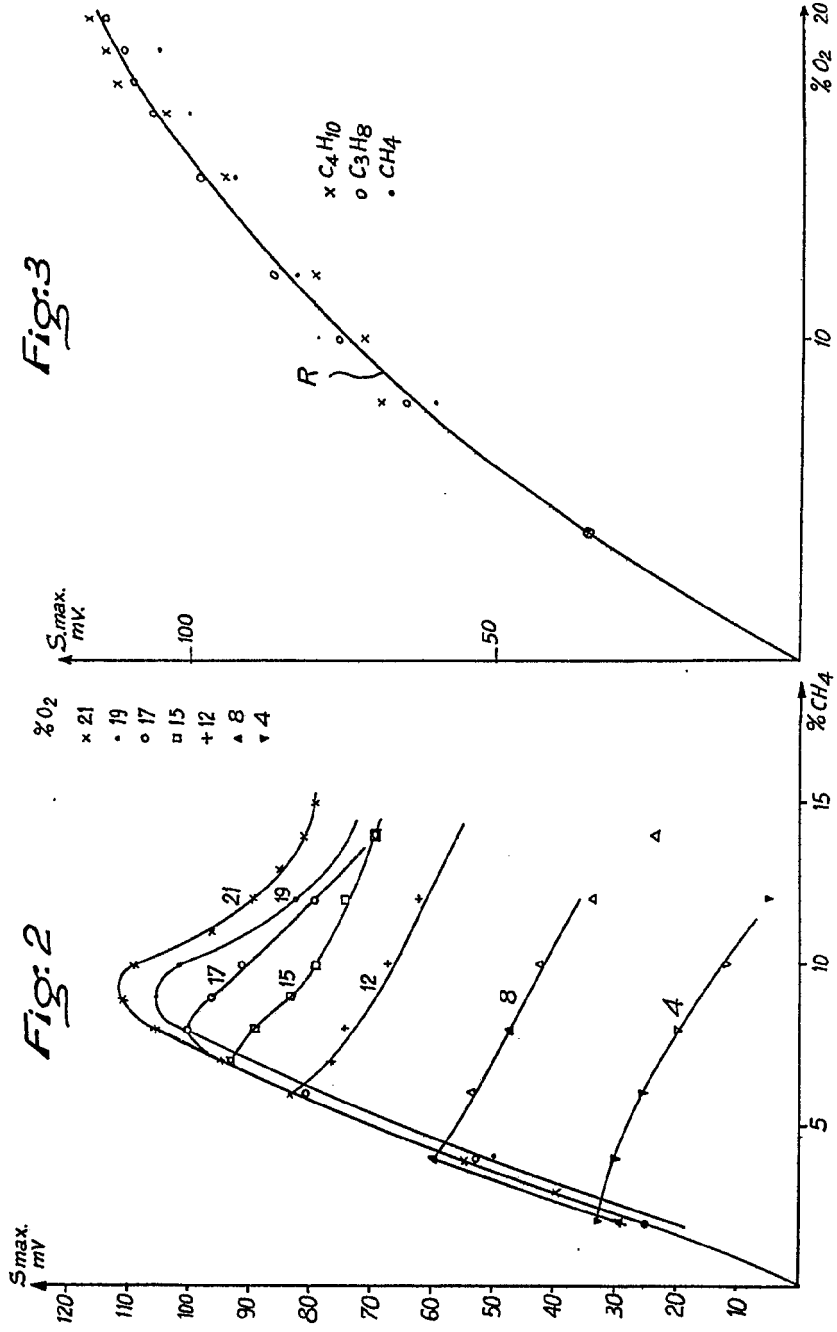 Fig. 2
S max.
mV
120
110
100
90
80
70
60
50
40
30
20
10
5
10
15
% CH4
% O2
× 21
• 19
o 17
□ 15
+ 12
▲ 8
▼ 4
21
19
17
15
12
8
4
Fig. 3
S.max.
mV.
100
50
R
× C4H10
o C3H8
• CH4
10
20
% O2